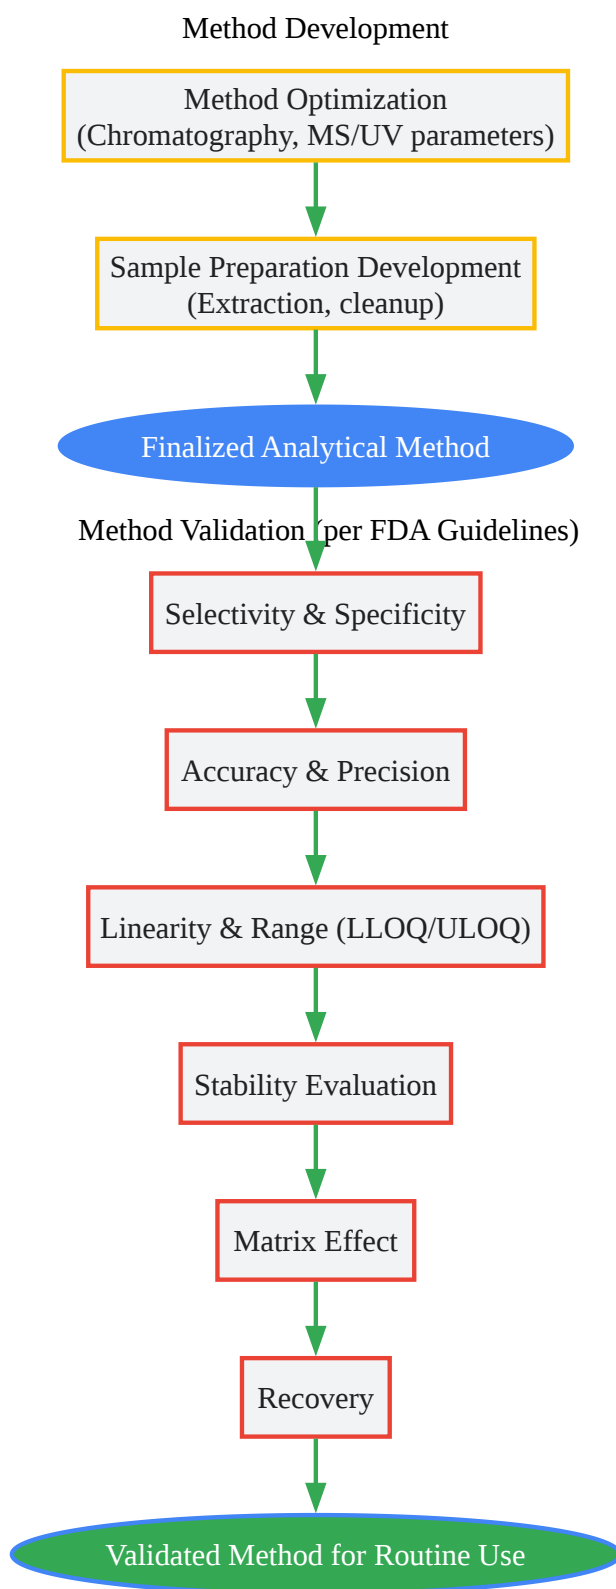 Method Development
Method Optimization
(Chromatography, MS/UV parameters)
Sample Preparation Development
(Extraction, cleanup)
Finalized Analytical Method
Method Validation (per FDA Guidelines)
Selectivity & Specificity
Accuracy & Precision
Linearity & Range (LLOQ/ULOQ)
Stability Evaluation
Matrix Effect
Recovery
Validated Method for Routine Use